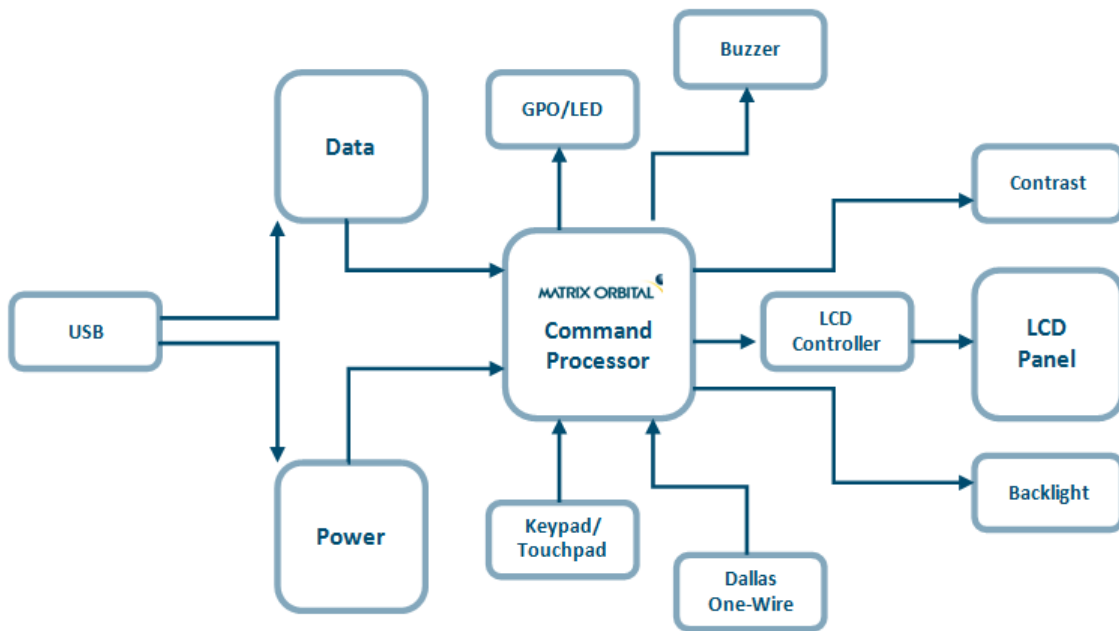 Buzzer
GPO/LED
Data
Contrast
USB
MATRIX ORBITAL
Command
Processor
LCD
Controller
LCD
Panel
Power
Keypad/
Touchpad
Backlight
Dallas
One-Wire